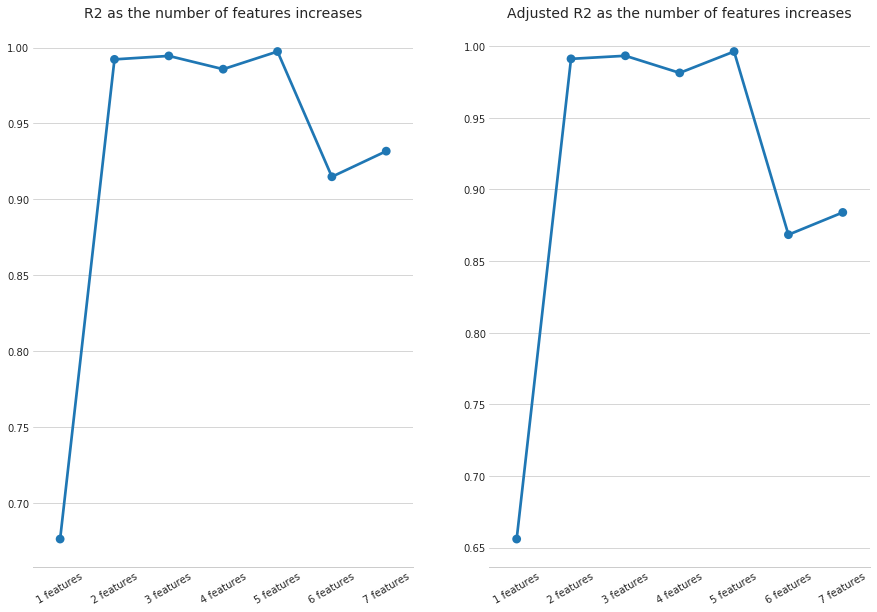 R2 as the number of features increases
1.00
0.95
0.90
0.85
0.80
0.75
0.70
1 features
2 features
3 features
4 features
5 features
6 features
7 features
Adjusted R2 as the number of features increases
1.00
0.95
0.90
0.85
0.80
0.75
0.70
0.65
1 features
2 features
3 features
4 features
5 features
6 features
7 features